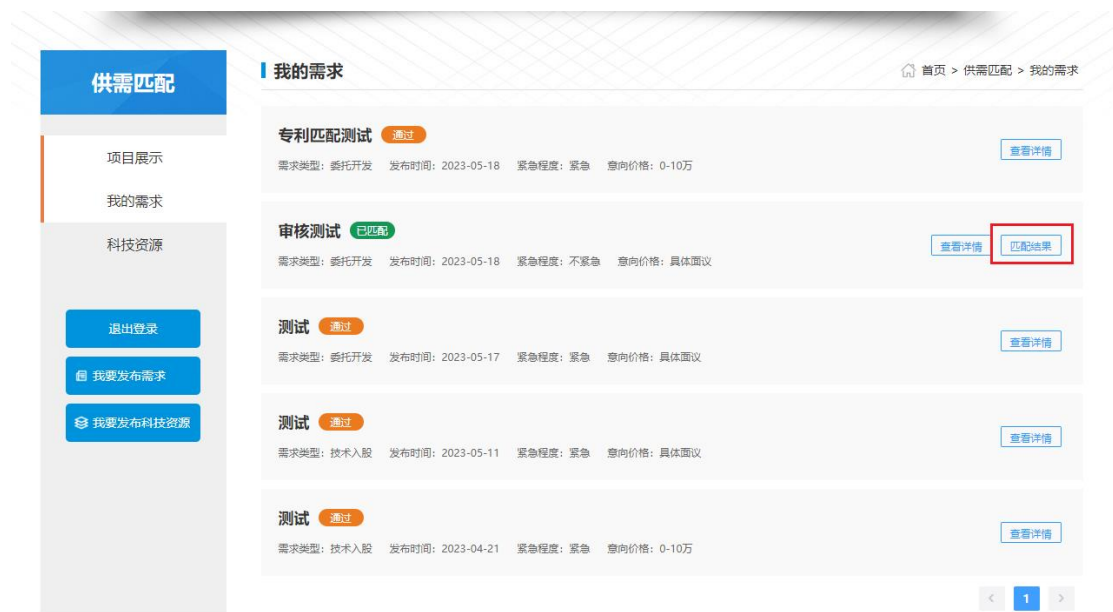 供需匹配
项目展示
我的需求
科技资源
退出登录
我要发布需求
我要发布科技资源
我的需求
首页 > 供需匹配 > 我的需求
专利匹配测试 通过
需求类型：委托开发 发布时间：2023-05-18 紧急程度：紧急 意向价格：0-10万
查看详情
审核测试 已匹配
需求类型：委托开发 发布时间：2023-05-18 紧急程度：不紧急 意向价格：具体面议
查看详情 匹配结果
测试 通过
需求类型：委托开发 发布时间：2023-05-17 紧急程度：紧急 意向价格：具体面议
查看详情
测试 通过
需求类型：技术入股 发布时间：2023-05-11 紧急程度：紧急 意向价格：具体面议
查看详情
测试 通过
需求类型：技术入股 发布时间：2023-04-21 紧急程度：紧急 意向价格：0-10万
查看详情
< 1 >